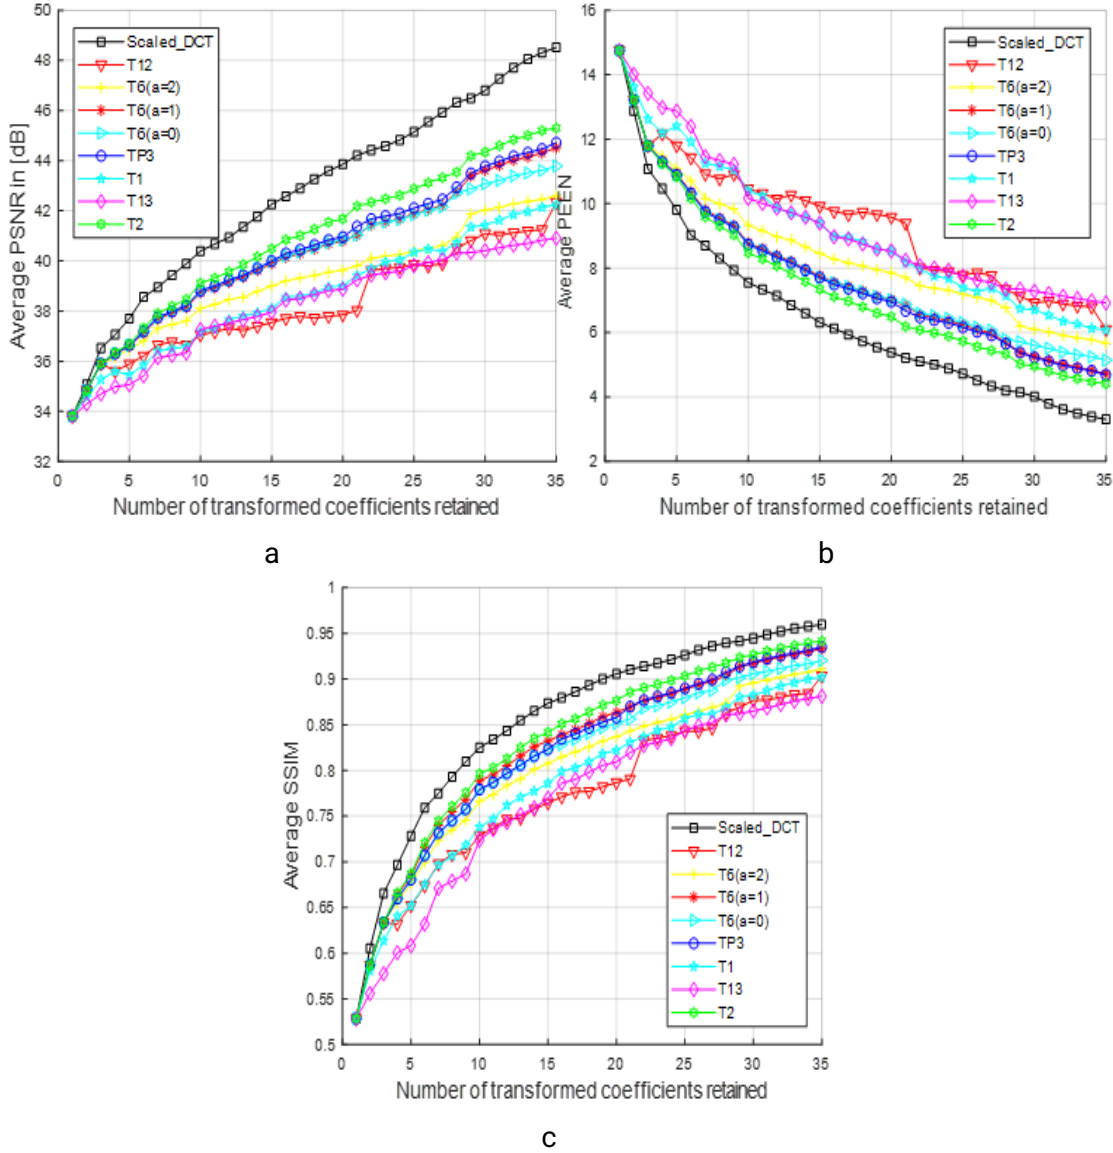 50
48
46
44
42
40
38
36
34
32
Average PSNR in [dB]
Scaled_DCT
T12
T6(a=2)
T6(a=1)
T6(a=0)
TP3
T1
T13
T2
0 5 10 15 20 25 30 35
Number of transformed coefficients retained
a
16
14
12
10
8
6
4
2
Average PEEN
Scaled_DCT
T12
T6(a=2)
T6(a=1)
T6(a=0)
TP3
T1
T13
T2
0 5 10 15 20 25 30 35
Number of transformed coefficients retained
b
1
0.95
0.9
0.85
0.8
0.75
0.7
0.65
0.6
0.55
0.5
Average SSIM
Scaled_DCT
T12
T6(a=2)
T6(a=1)
T6(a=0)
TP3
T1
T13
T2
0 5 10 15 20 25 30 35
Number of transformed coefficients retained
c